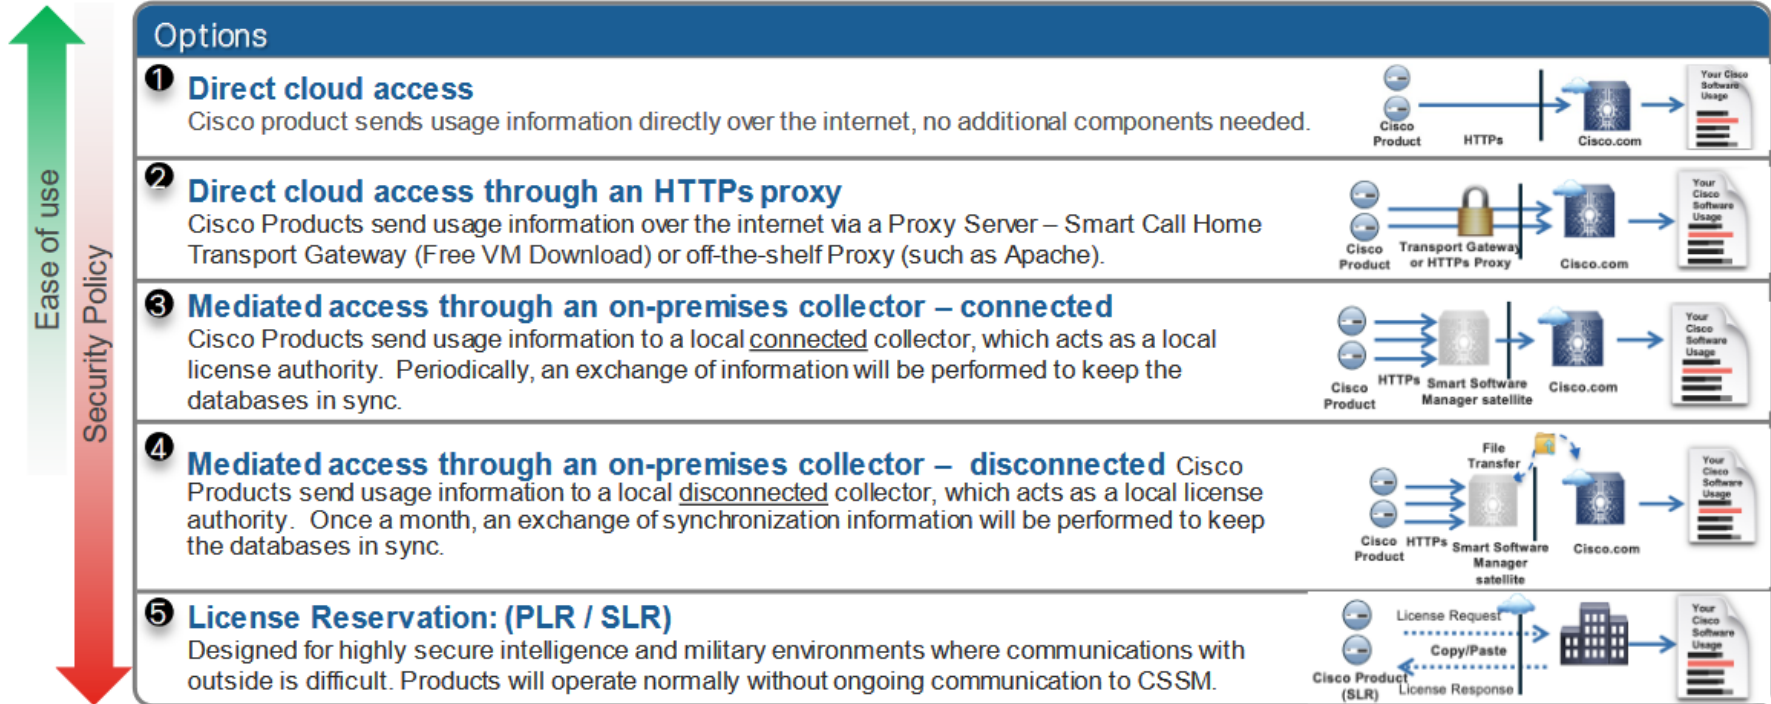 Options
Ease of use
Security Policy
1
Direct cloud access
Cisco product sends usage information directly over the internet, no additional components needed.
Cisco
Product
HTTPs
Cisco.com
Your Cisco
Software
Usage
2
Direct cloud access through an HTTPs proxy
Cisco Products send usage information over the internet via a Proxy Server – Smart Call Home
Transport Gateway (Free VM Download) or off-the-shelf Proxy (such as Apache).
Cisco
Product
Transport Gateway
or HTTPs Proxy
Cisco.com
Your
Cisco
Software
Usage
3
Mediated access through an on-premises collector – connected
Cisco Products send usage information to a local connected collector, which acts as a local
license authority. Periodically, an exchange of information will be performed to keep the
databases in sync.
Cisco
Product
HTTPs
Smart Software
Manager satellite
Cisco.com
Your
Cisco
Software
Usage
4
Mediated access through an on-premises collector – disconnected Cisco
Products send usage information to a local disconnected collector, which acts as a local license
authority. Once a month, an exchange of synchronization information will be performed to keep
the databases in sync.
File
Transfer
Cisco
Product
HTTPs
Smart Software
Manager
satellite
Cisco.com
Your
Cisco
Software
Usage
5
License Reservation: (PLR / SLR)
Designed for highly secure intelligence and military environments where communications with
outside is difficult. Products will operate normally without ongoing communication to CSSM.
License Request
Copy/Paste
Cisco Product
(SLR)
License Response
Your
Cisco
Software
Usage